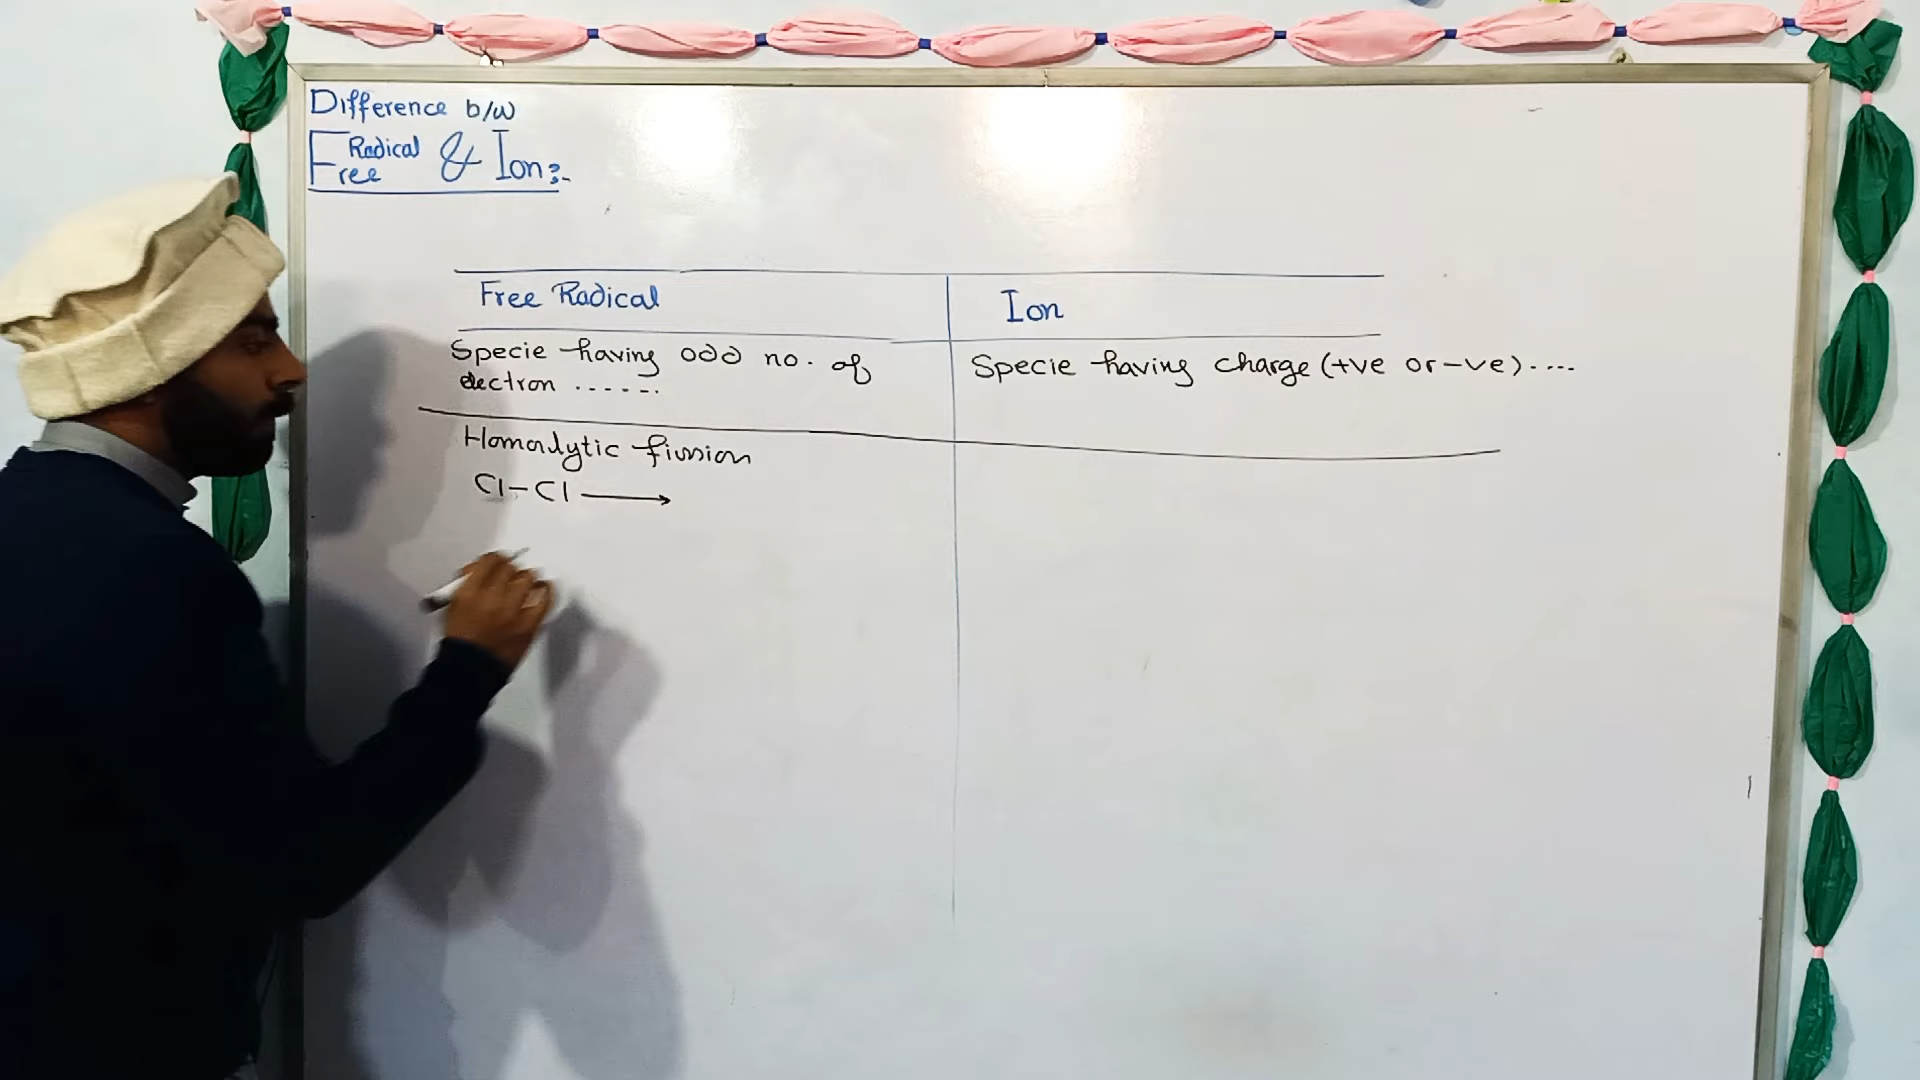 Difference b/w
Free Radical & Ion:-
Free Radical
Ion
Specie having odd no. of
electron ......
Specie having charge (+ve or -ve)....
Homorlytic fission
Cl-Cl ⟶